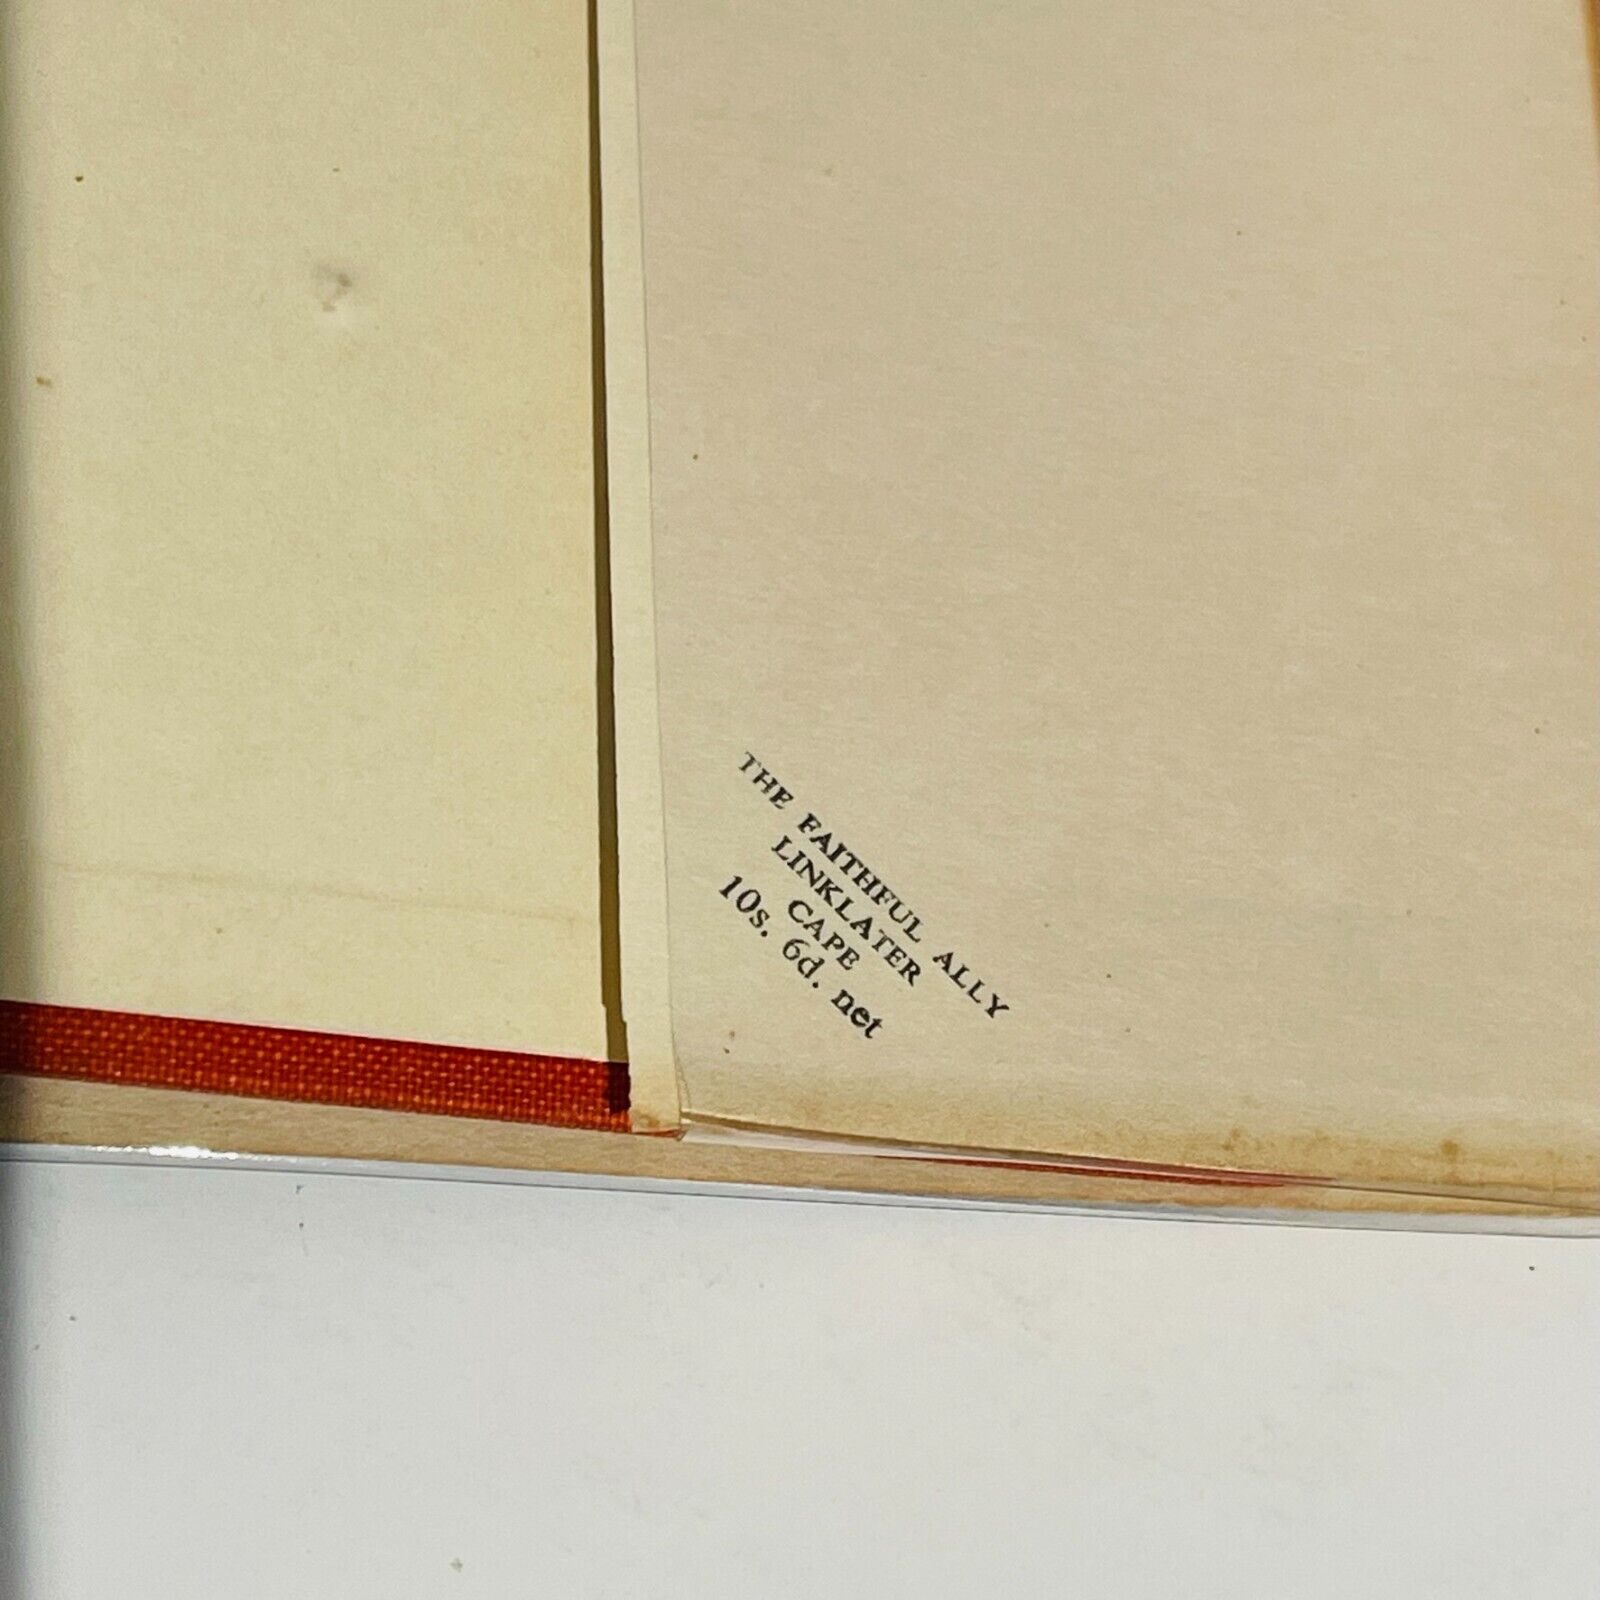 THE FAITHFUL ALLY
LINKLATER
CAPE
10s. 6d. net